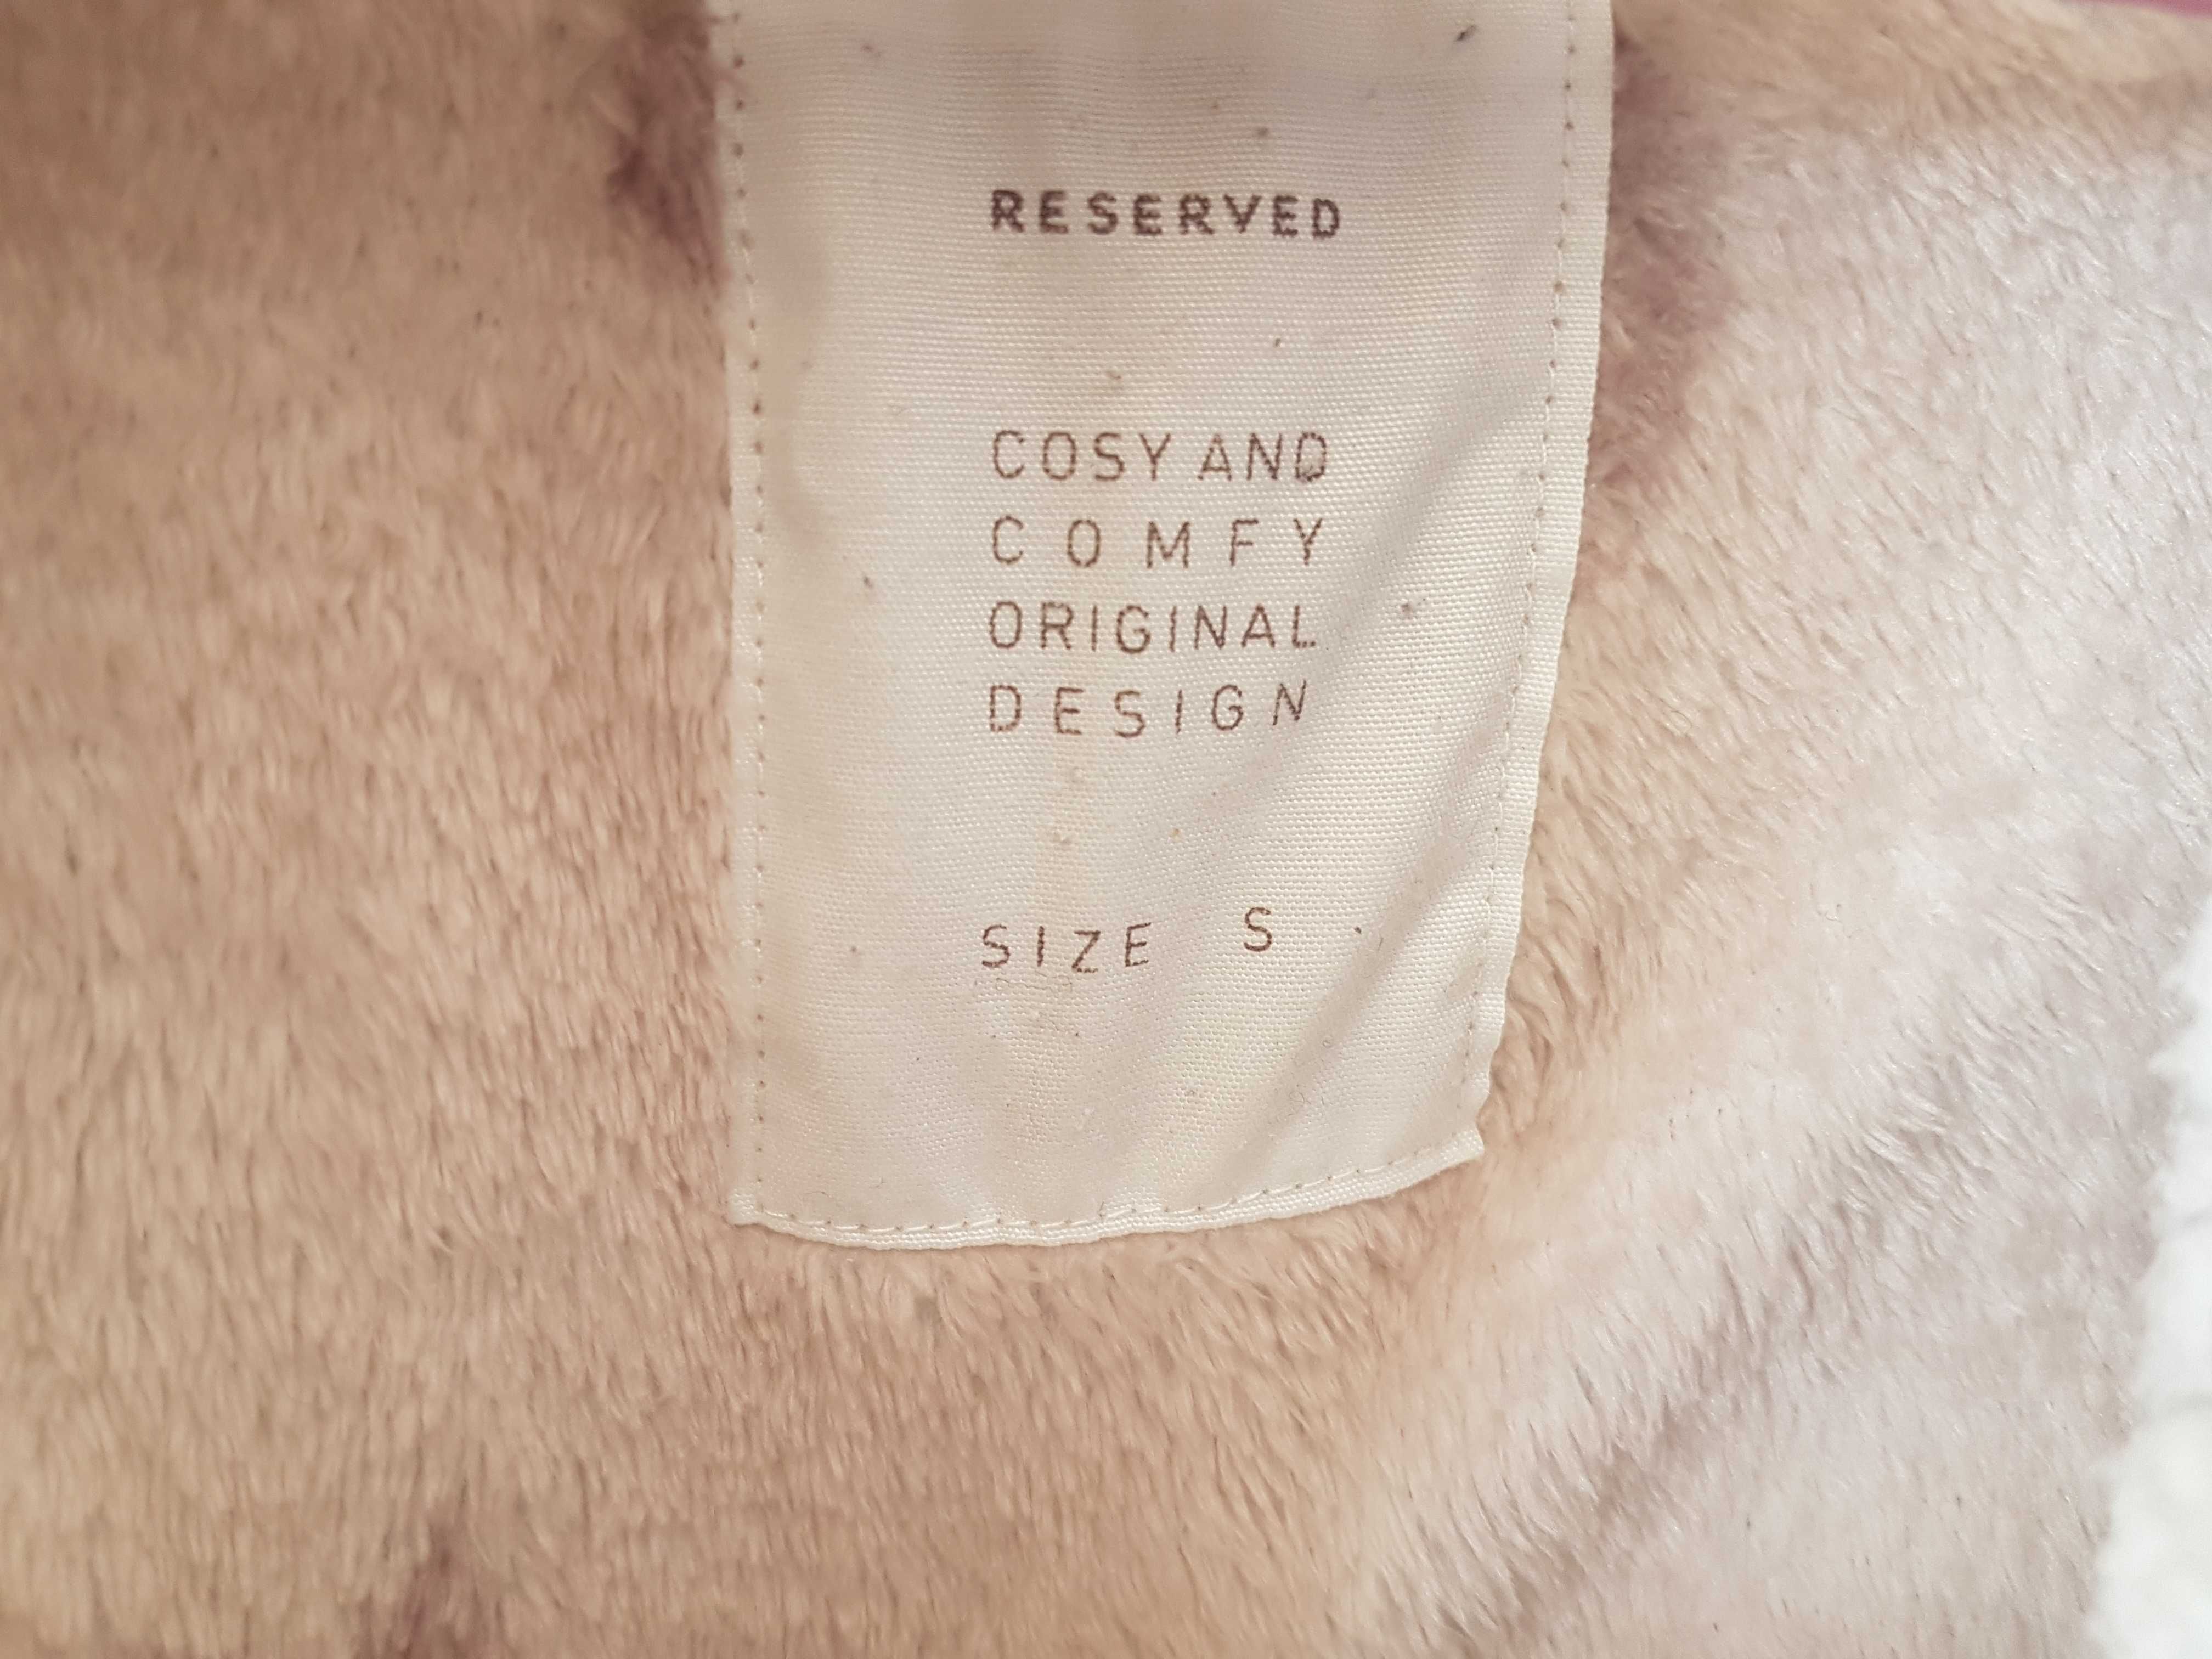 RESERVED
COSY AND
COMFY
ORIGINAL
DESIGN
SIZE S